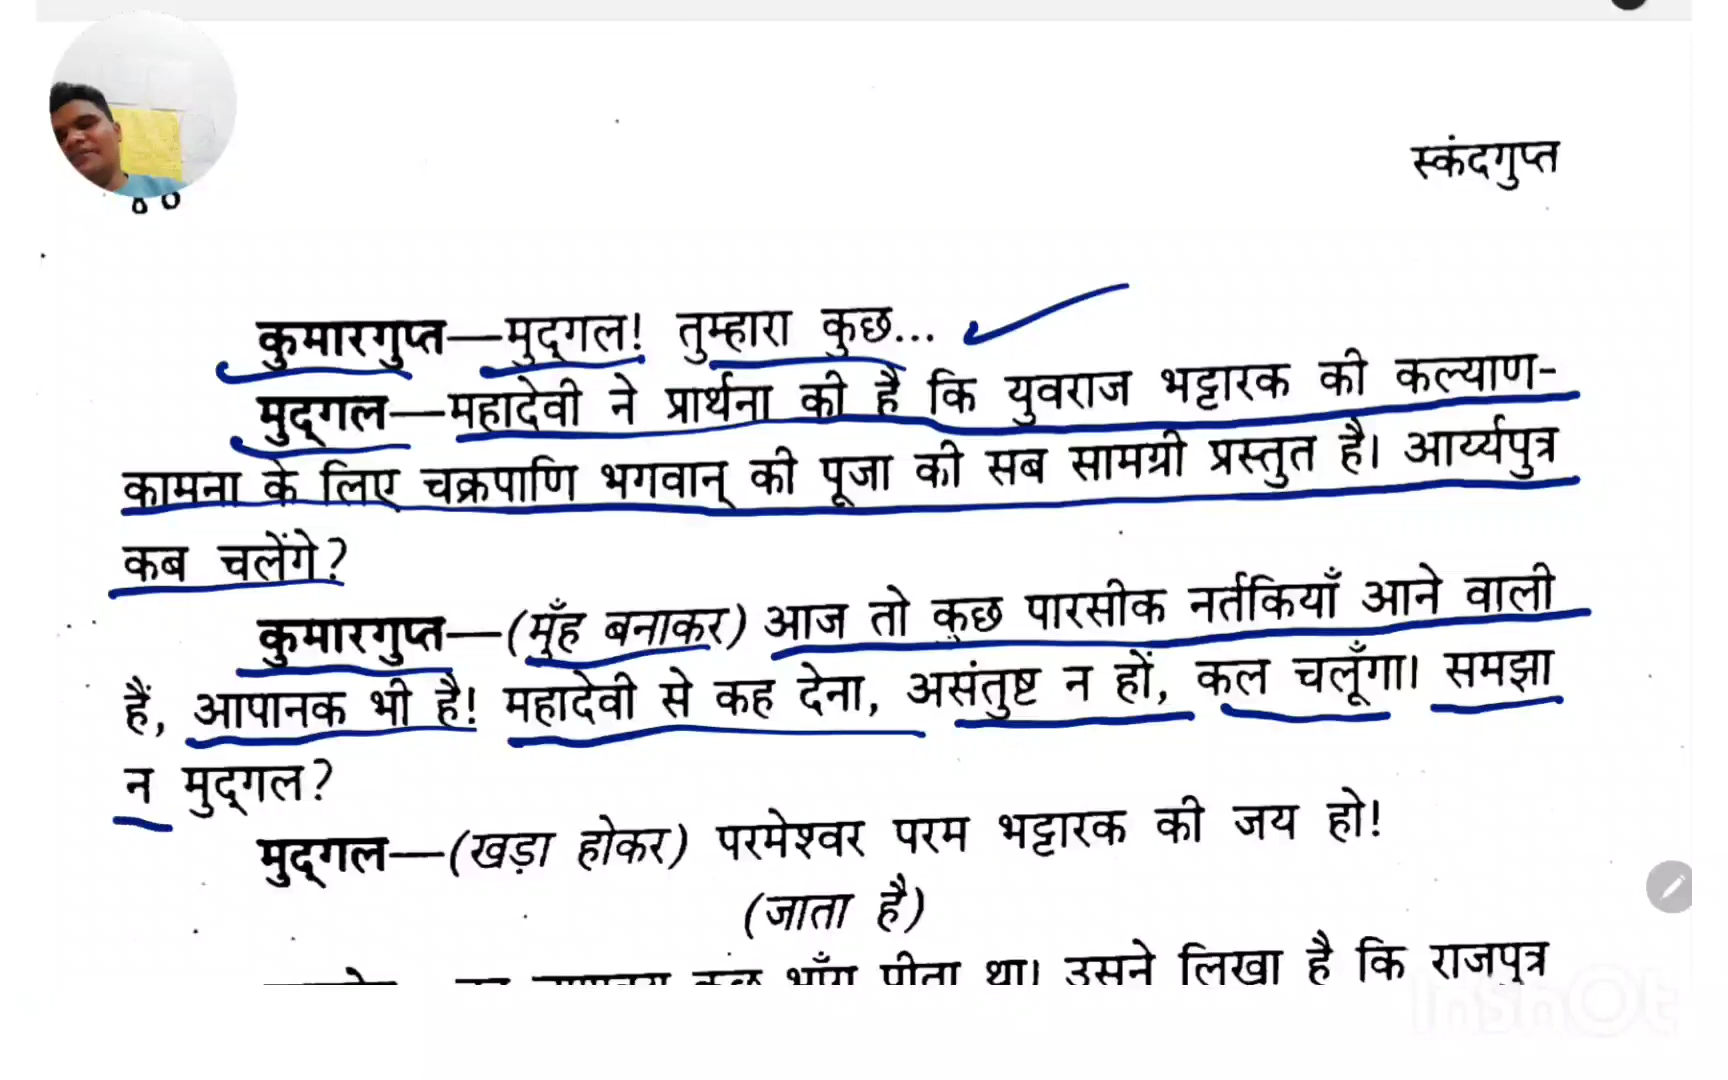 स्कंदगुप्त
कुमारगुप्त—मुद्‌गल! तुम्हारा कुछ...
मुद्‌गल—महादेवी ने प्रार्थना की है कि युवराज भट्टारक की कल्याण-
कामना के लिए चक्रपाणि भगवान् की पूजा की सब सामग्री प्रस्तुत है। आर्य्यपुत्र
कब चलेंगे?
कुमारगुप्त—(मुँह बनाकर) आज तो कुछ पारसीक नर्तकियाँ आने वाली
हैं, आपानक भी है! महादेवी से कह देना, असंतुष्ट न हों, कल चलूँगा। समझा
न मुद्‌गल?
मुद्‌गल—(खड़ा होकर) परमेश्वर परम भट्टारक की जय हो!
(जाता है)
कुछ भाँग पीता था। उसने लिखा है कि राजपुत्र
InShOt